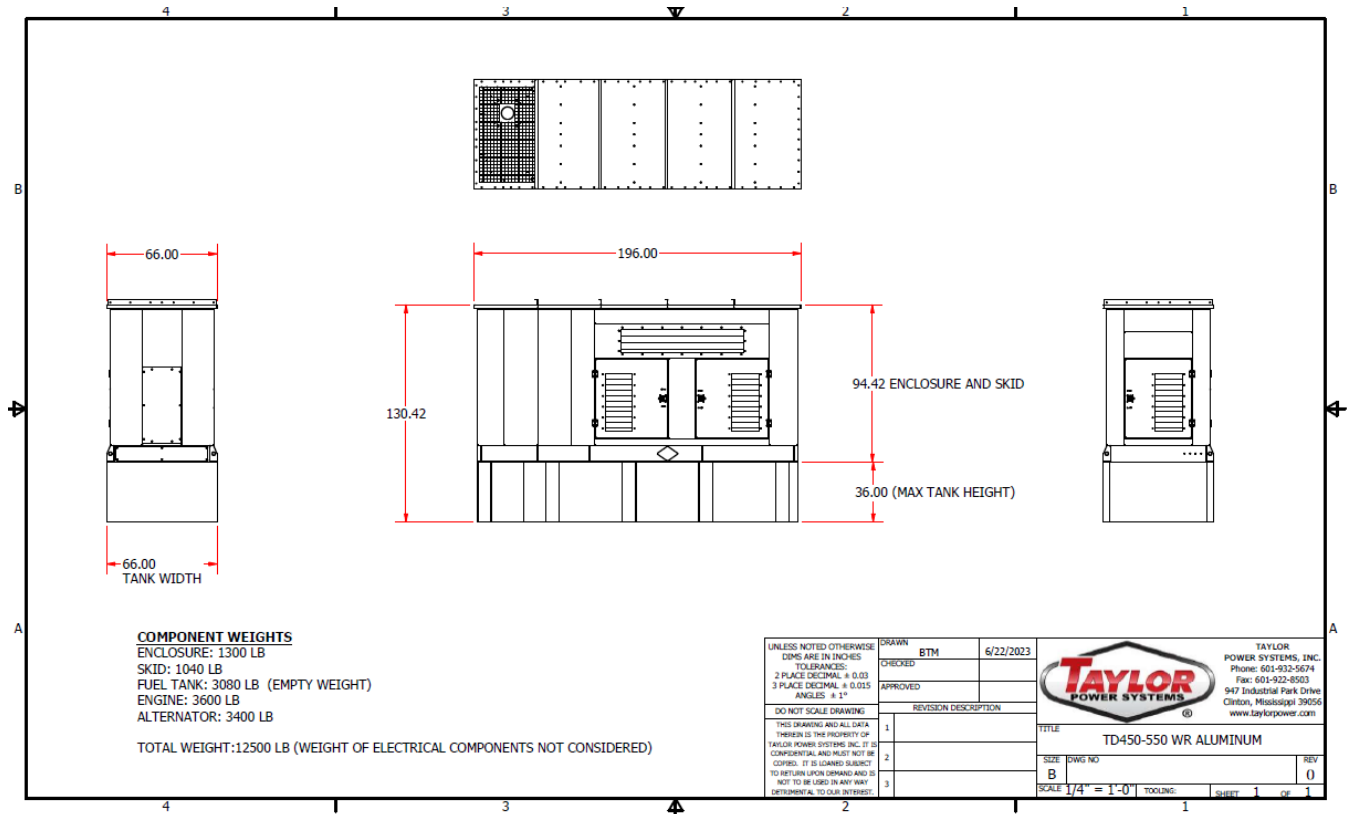 4 3 2 1
B B
66.00
196.00
130.42
94.42 ENCLOSURE AND SKID
36.00 (MAX TANK HEIGHT)
66.00
TANK WIDTH
A A
COMPONENT WEIGHTS
ENCLOSURE: 1300 LB
SKID: 1040 LB
FUEL TANK: 3080 LB (EMPTY WEIGHT)
ENGINE: 3600 LB
ALTERNATOR: 3400 LB
TOTAL WEIGHT:12500 LB (WEIGHT OF ELECTRICAL COMPONENTS NOT CONSIDERED)
UNLESS NOTED OTHERWISE
DIMS ARE IN INCHES
TOLERANCES:
2 PLACE DECIMAL ± 0.03
3 PLACE DECIMAL ± 0.015
ANGLES ± 1°
DO NOT SCALE DRAWING
THIS DRAWING AND ALL DATA
THEREIN IS THE PROPERTY OF
TAYLOR POWER SYSTEMS INC. IT IS
CONFIDENTIAL AND MUST NOT BE
COPIED. IT IS LOANED SUBJECT
TO RETURN UPON DEMAND AND IS
NOT TO BE USED IN ANY WAY
DETRIMENTAL TO OUR INTEREST.
DRAWN
BTM 6/22/2023
CHECKED
APPROVED
REVISION DESCRIPTION
1
2
3
TAYLOR
POWER SYSTEMS
®
TAYLOR
POWER SYSTEMS, INC.
Phone: 601-932-5674
Fax: 601-922-8503
947 Industrial Park Drive
Clinton, Mississippi 39056
www.taylorpower.com
TITLE
TD450-550 WR ALUMINUM
SIZE DWG NO REV
B 0
SCALE 1/4" = 1'-0" TOOLING: SHEET 1 OF 1
4 3 2 1